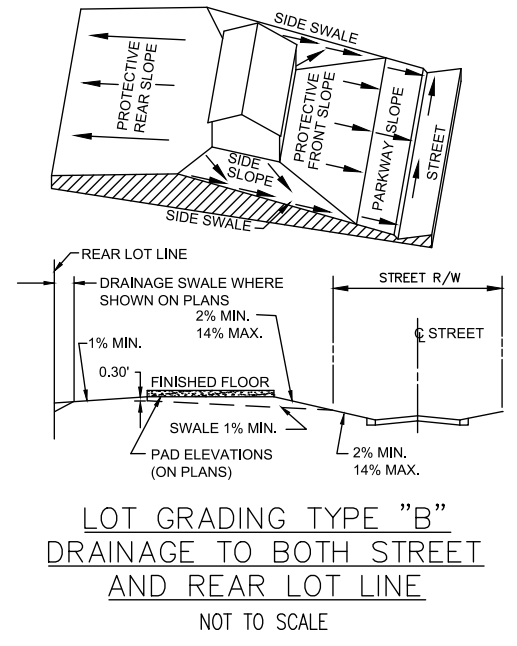 SIDE SWALE
PROTECTIVE
REAR SLOPE
PROTECTIVE
FRONT SLOPE
PARKWAY SLOPE
STREET
SIDE
SLOPE
SIDE SWALE
REAR LOT LINE
DRAINAGE SWALE WHERE
SHOWN ON PLANS
STREET R/W
2% MIN.
14% MAX.
℄ STREET
1% MIN.
0.30'
FINISHED FLOOR
SWALE 1% MIN.
PAD ELEVATIONS
(ON PLANS)
2% MIN.
14% MAX.
LOT GRADING TYPE "B"
DRAINAGE TO BOTH STREET
AND REAR LOT LINE
NOT TO SCALE